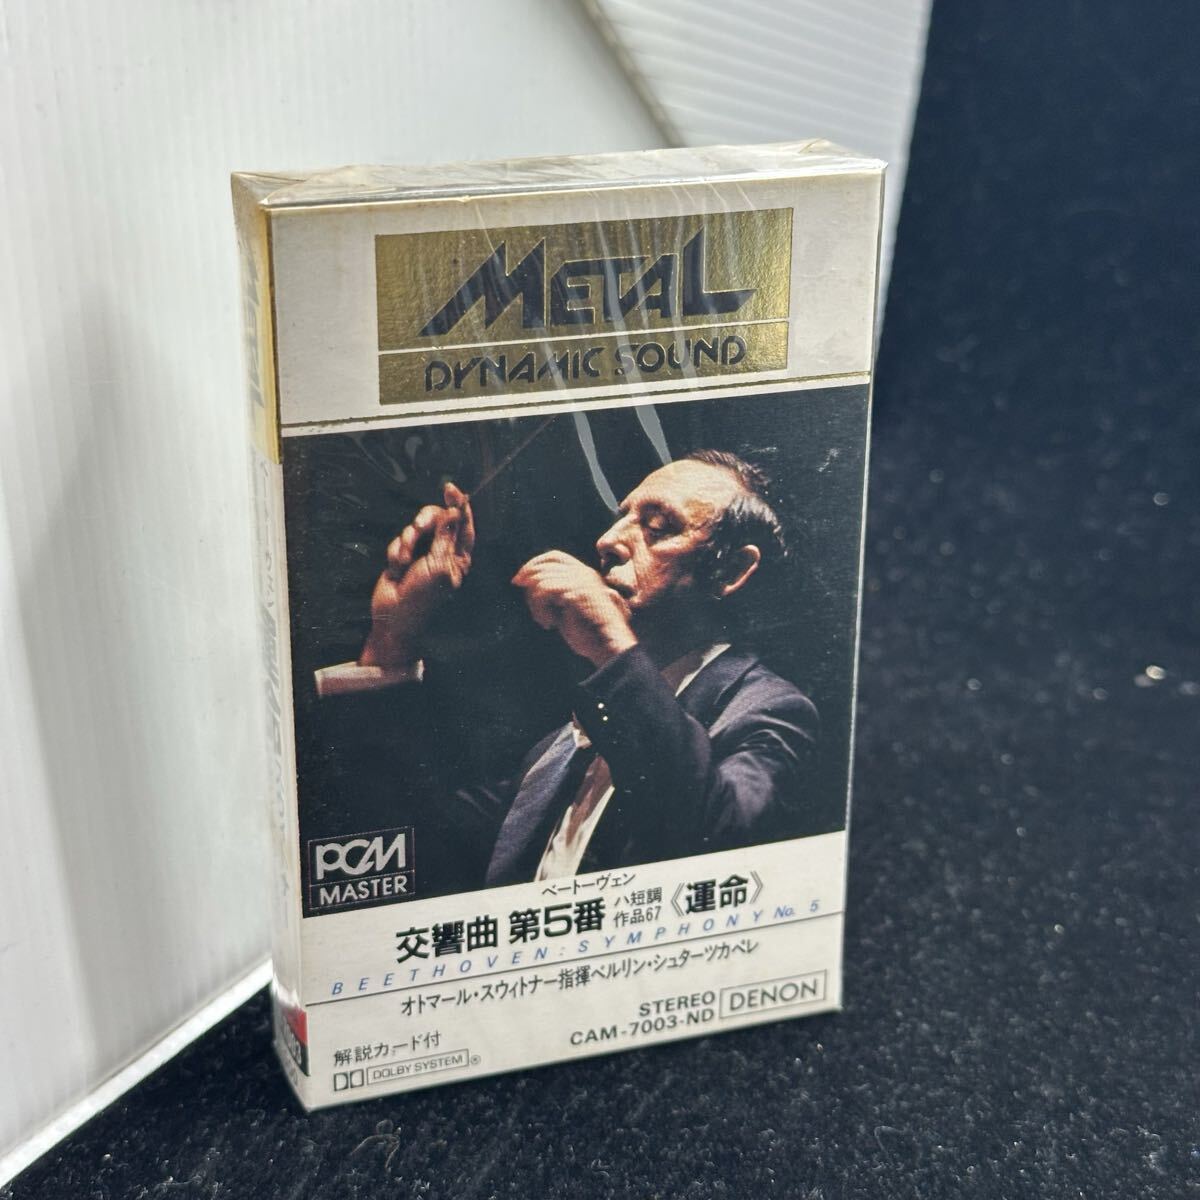 METAL
DYNAMIC SOUND
PCM
MASTER
ベートーヴェン
交響曲 第5番 ハ短調 作品67 《運命》
BEETHOVEN: SYMPHONY No. 5
オトマール・スウィトナー指揮ベルリン・シュターツカペレ
解説カード付
DOLBY SYSTEM®
STEREO
CAM-7003-ND
DENON
METAL